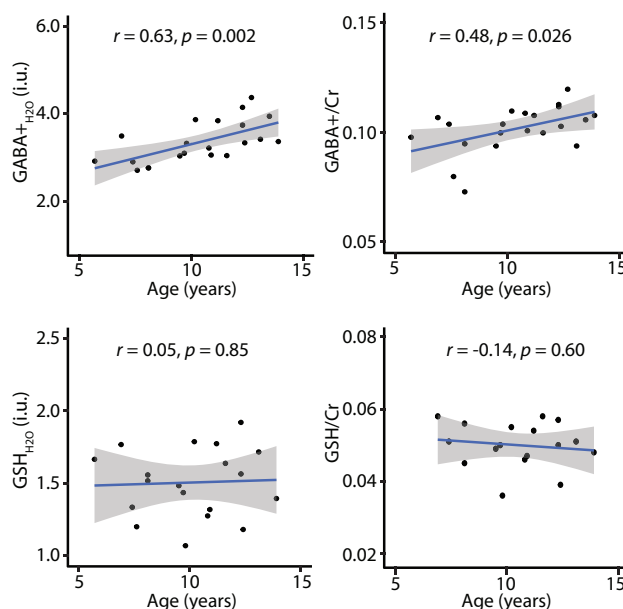 r = 0.63, p = 0.002
GABA+H2O (i.u.)
6.0
4.0
2.0
5
10
15
Age (years)
r = 0.48, p = 0.026
GABA+/Cr
0.15
0.10
0.05
5
10
15
Age (years)
r = 0.05, p = 0.85
GSHH2O (i.u.)
2.5
2.0
1.5
1.0
5
10
15
Age (years)
r = -0.14, p = 0.60
GSH/Cr
0.08
0.06
0.04
0.02
5
10
15
Age (years)